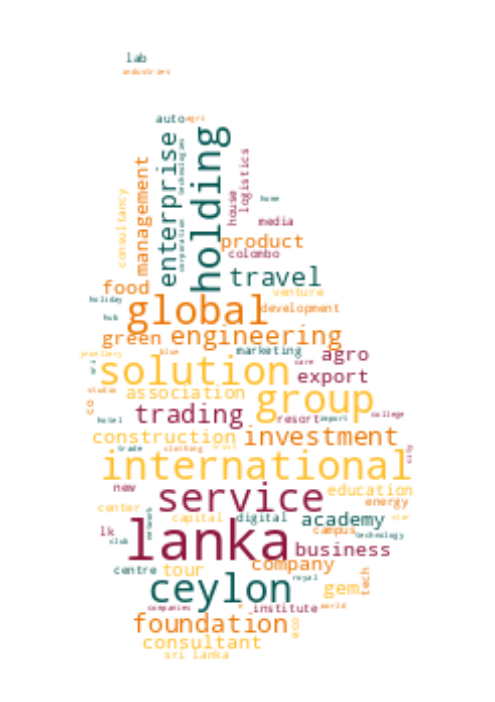 lab
industries
auto
agri
enterprise
technologies
holding
management
logistics
consultancy
corporation
house
home
media
product
colombo
travel
food
venture
holiday
global
development
hub
green
engineering
marketing
jewellery
blue
agro
care
solution
export
studio
association
group
co
trading
college
hotel
resort
import
construction
investment
trade
clothing
trust
city
international
new
service
education
energy
center
capital
digital
academy
star
network
lk
lanka
campus
technology
club
business
company
centre
tour
royal
tech
ceylon
gem
companies
institute
world
foundation
eco
consultant
sri lanka